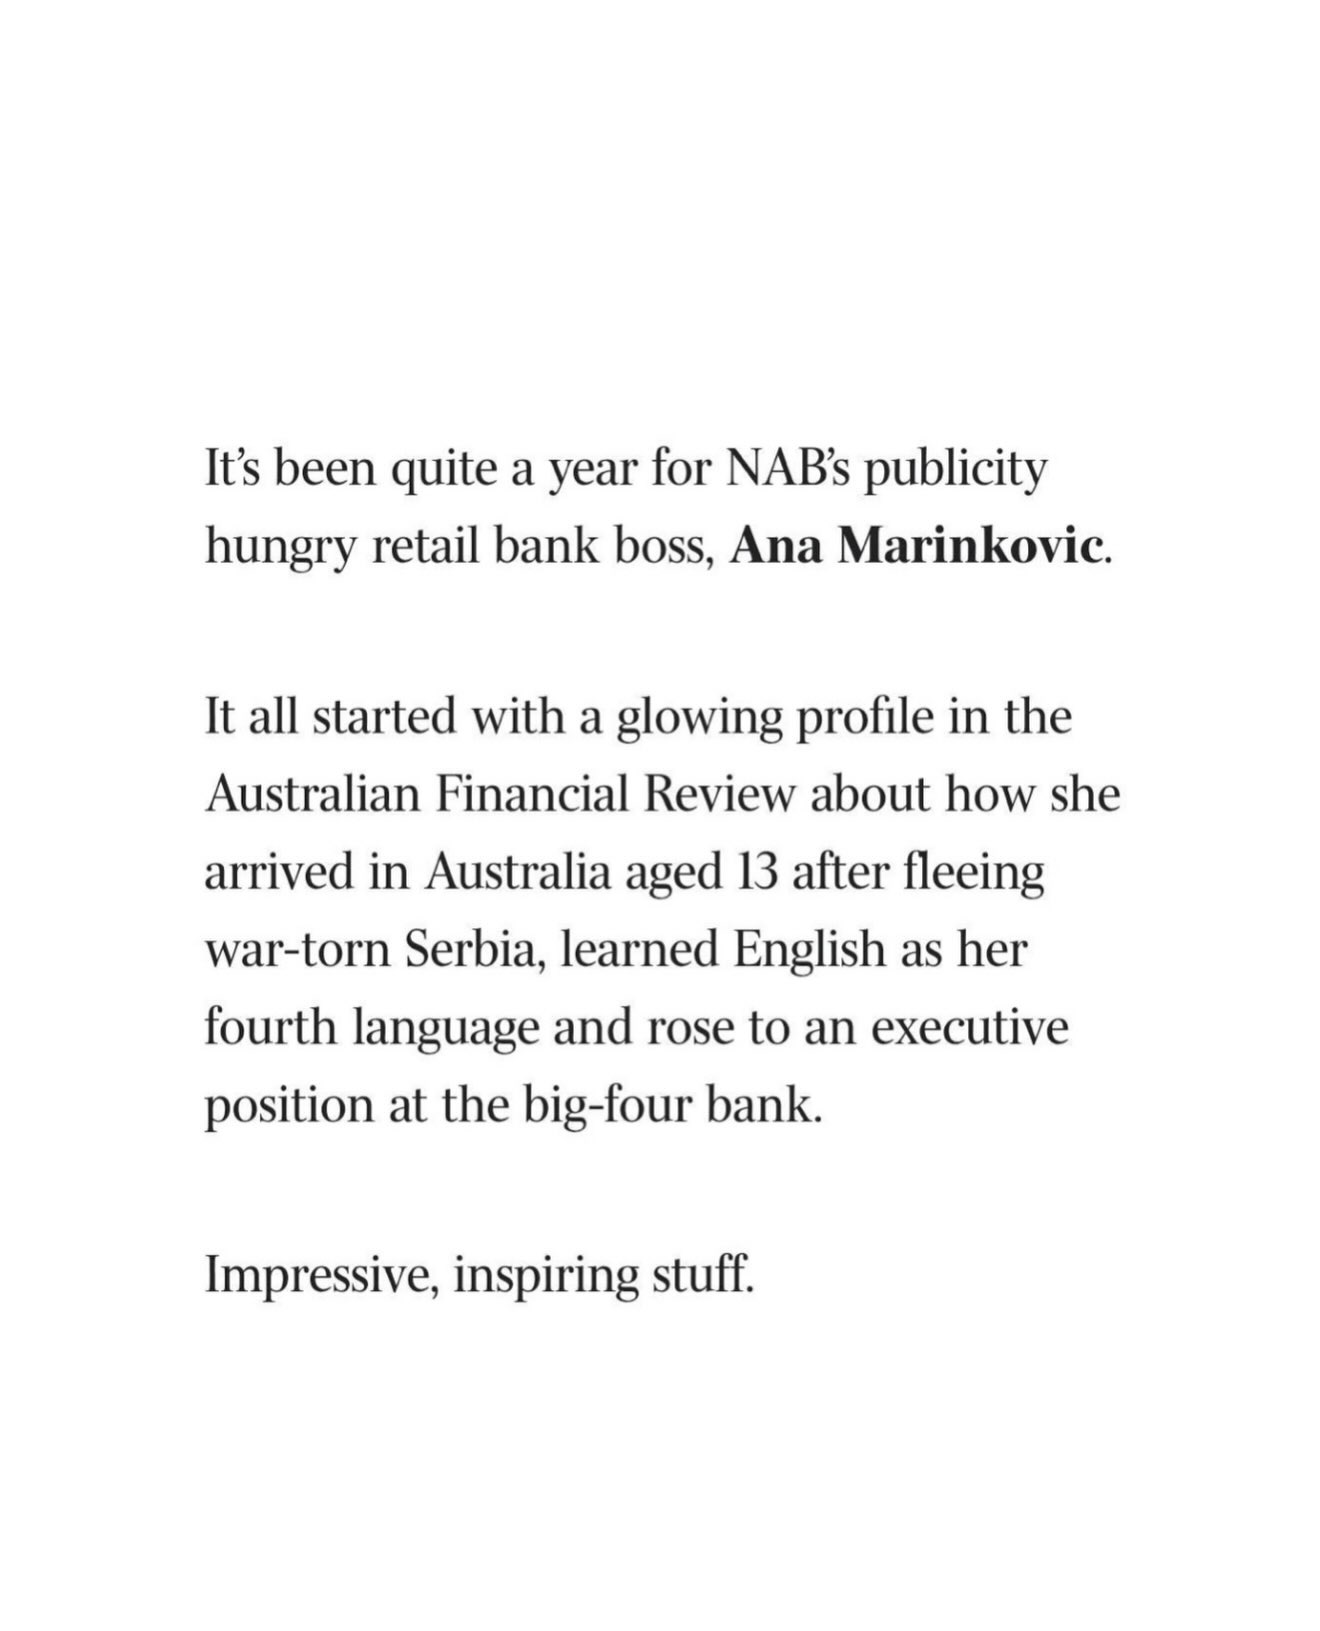 It’s been quite a year for NAB’s publicity
hungry retail bank boss, Ana Marinkovic.
It all started with a glowing profile in the
Australian Financial Review about how she
arrived in Australia aged 13 after fleeing
war-torn Serbia, learned English as her
fourth language and rose to an executive
position at the big-four bank.
Impressive, inspiring stuff.